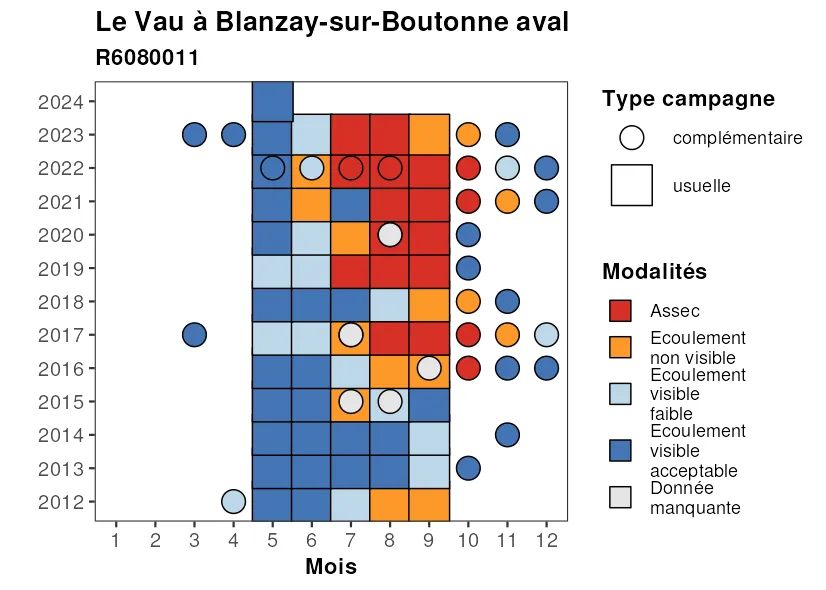 Le Vau à Blanzay-sur-Boutonne aval
R6080011
2024
2023
2022
2021
2020
2019
2018
2017
2016
2015
2014
2013
2012
1 2 3 4 5 6 7 8 9 10 11 12
Mois
Type campagne
complémentaire
usuelle
Modalités
Assec
Ecoulement
non visible
Ecoulement
visible
faible
Ecoulement
visible
acceptable
Donnée
manquante